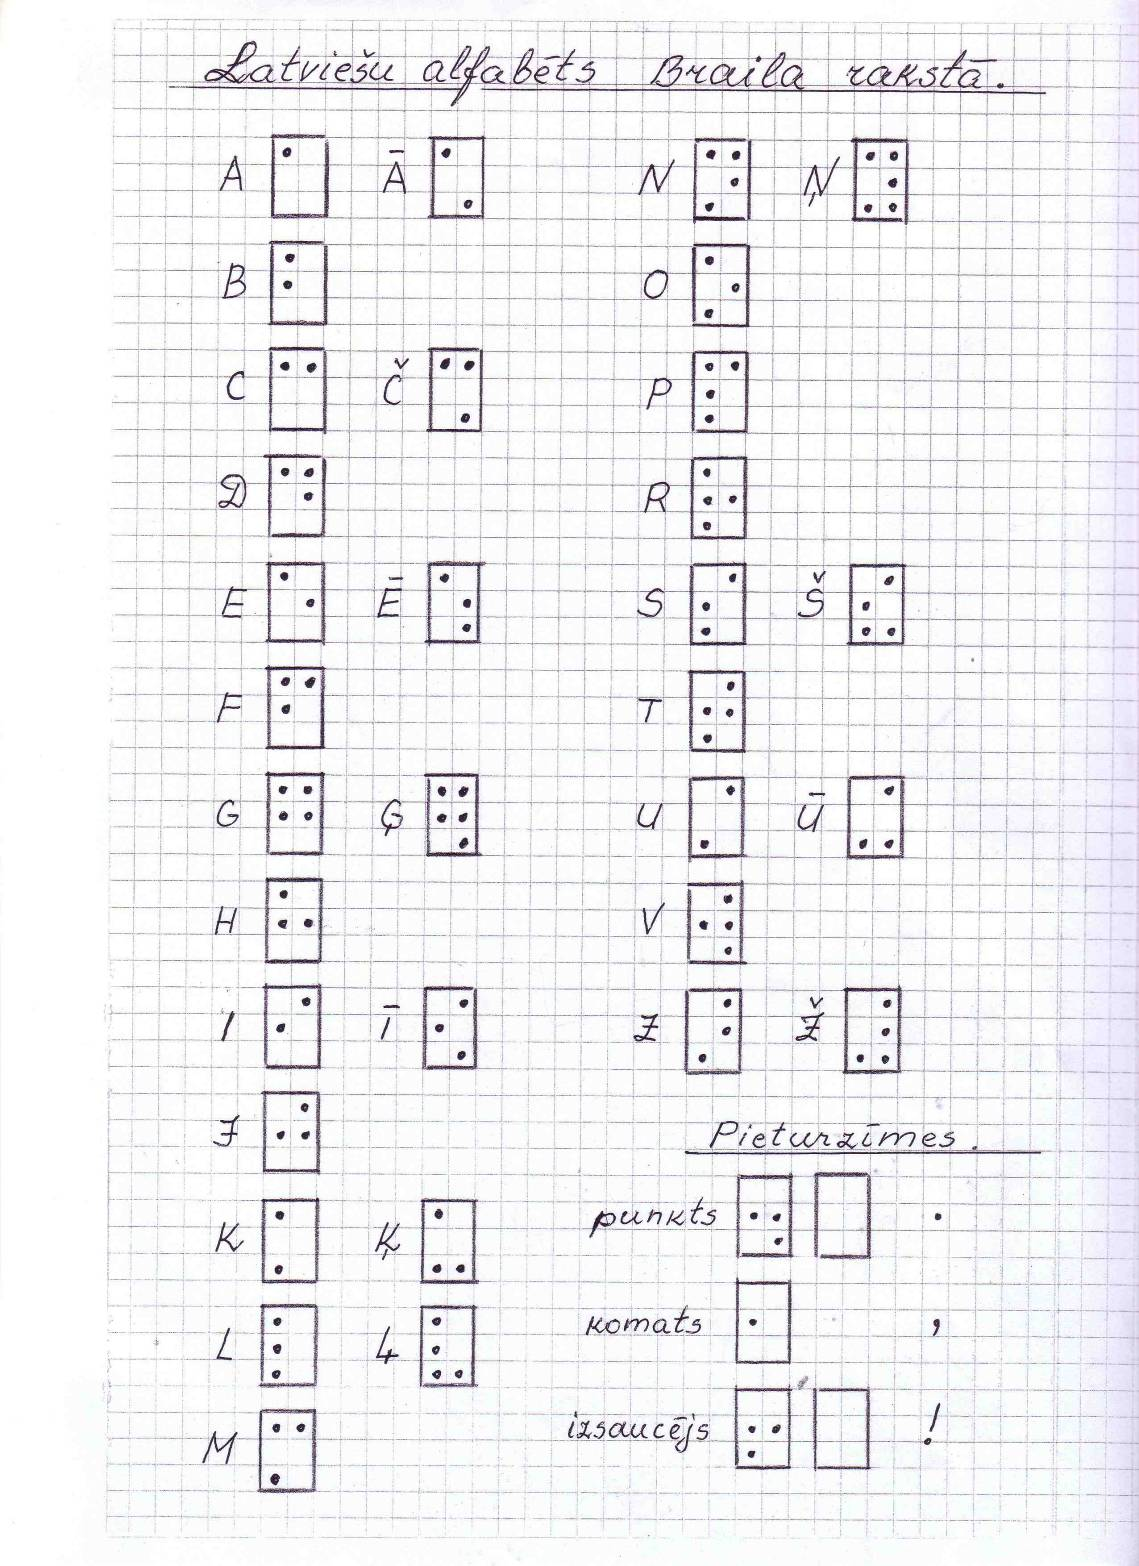 Latviešu alfabēts Braila rakstā.
A Ā
B
C Č
D
E Ē
F
G Ģ
H
I Ī
J
K Ķ
L Ļ
M
N Ņ
O
P
R
S Š
T
U Ū
V
Z Ž
Pieturzīmes.
punkts .
komats ,
izsaucējs !